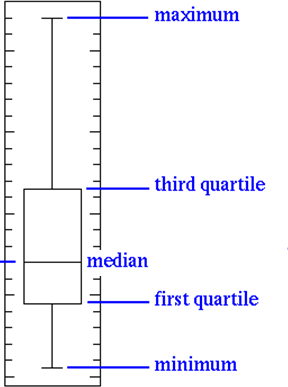 maximum
third quartile
median
first quartile
minimum